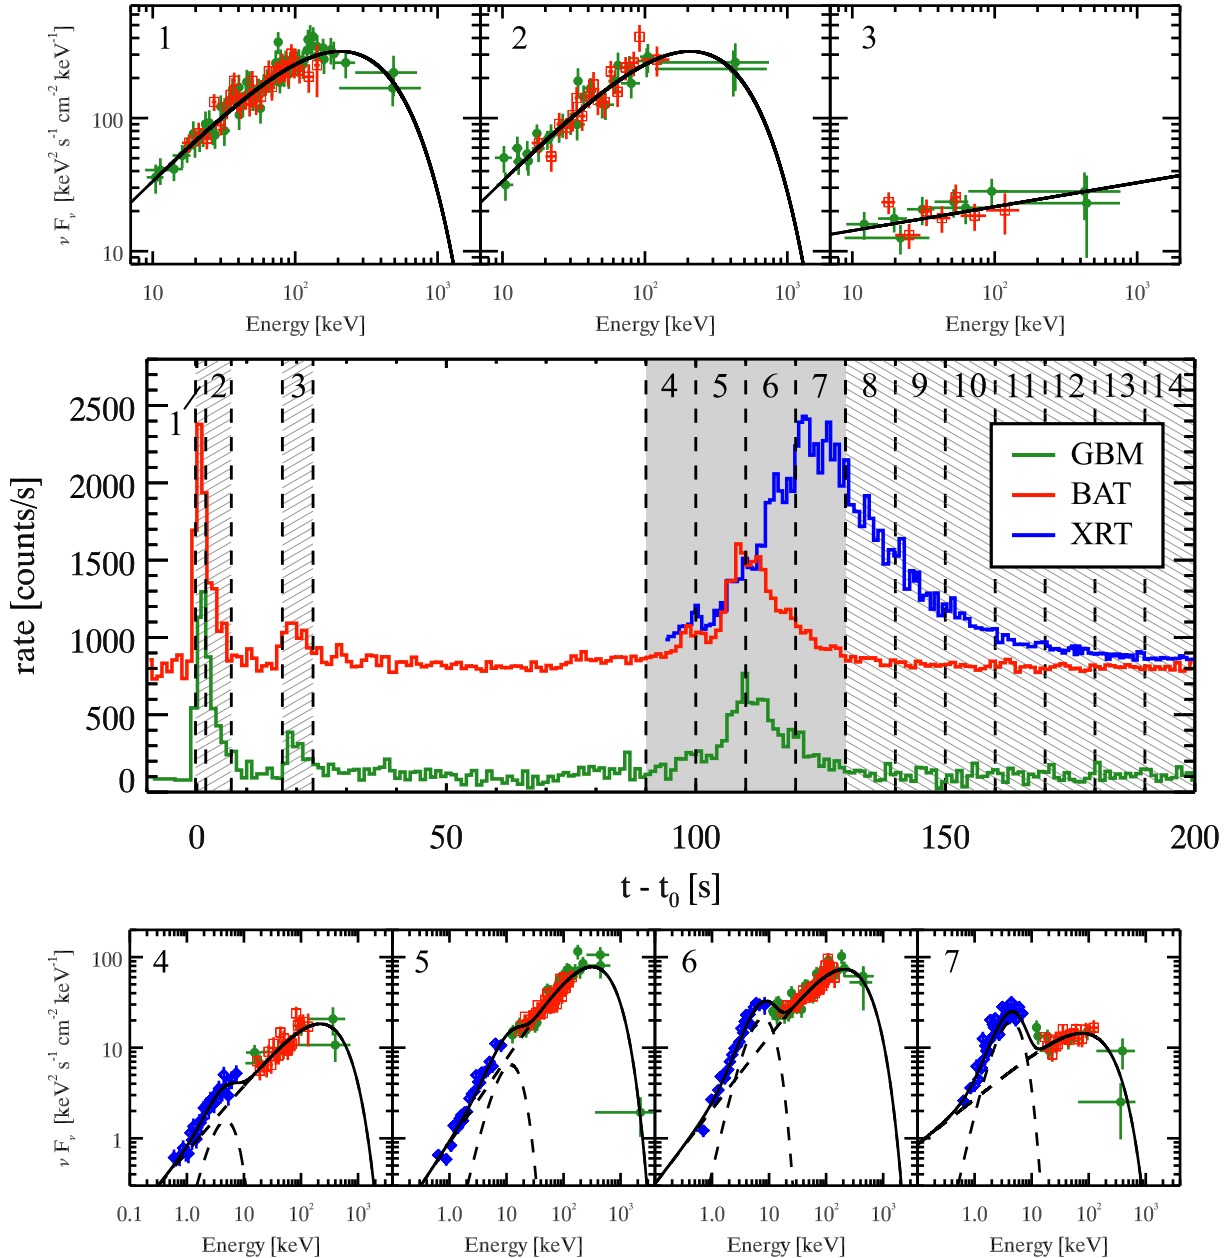 1
2
3
100
10
ν Fν [keV² s⁻¹ cm⁻² keV⁻¹]
10 10² 10³
10 10² 10³
10 10² 10³
Energy [keV]
Energy [keV]
Energy [keV]
1 2 3 4 5 6 7 8 9 10 11 12 13 14
2500
2000
1500
1000
500
0
rate [counts/s]
GBM
BAT
XRT
0 50 100 150 200
t - t₀ [s]
4
5
6
7
100
10
1
ν Fν [keV² s⁻¹ cm⁻² keV⁻¹]
0.1 1.0 10 10² 10³
1.0 10 10² 10³
1.0 10 10² 10³
1.0 10 10² 10³
Energy [keV]
Energy [keV]
Energy [keV]
Energy [keV]